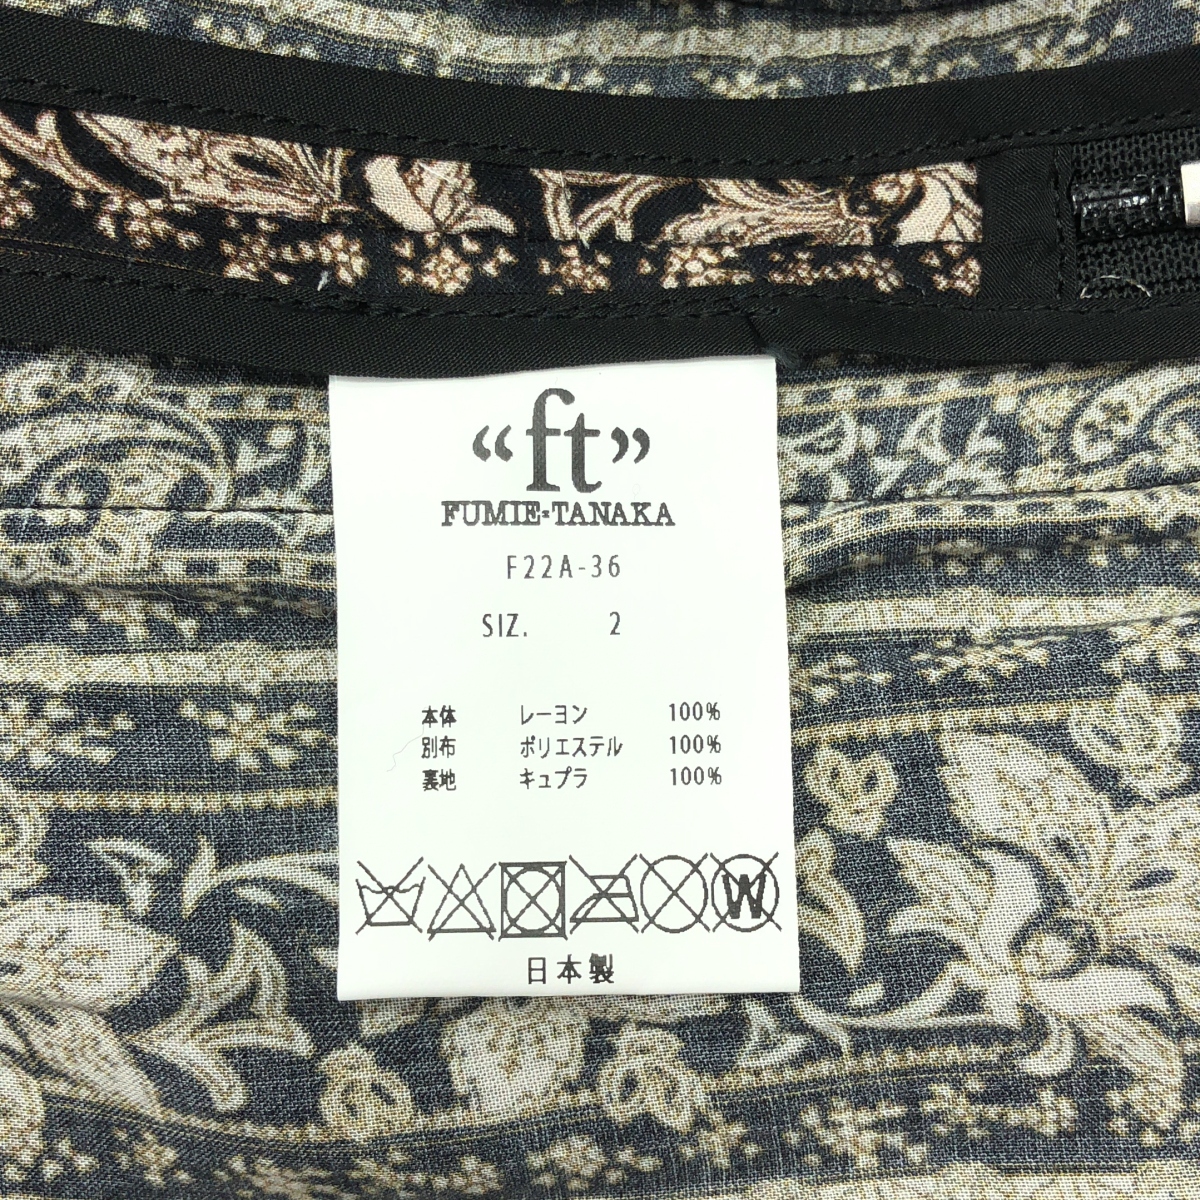 “ft”
FUMIE×TANAKA
F22A-36
SIZ. 2
本体 レーヨン 100%
別布 ポリエステル 100%
裏地 キュプラ 100%
W
日本製